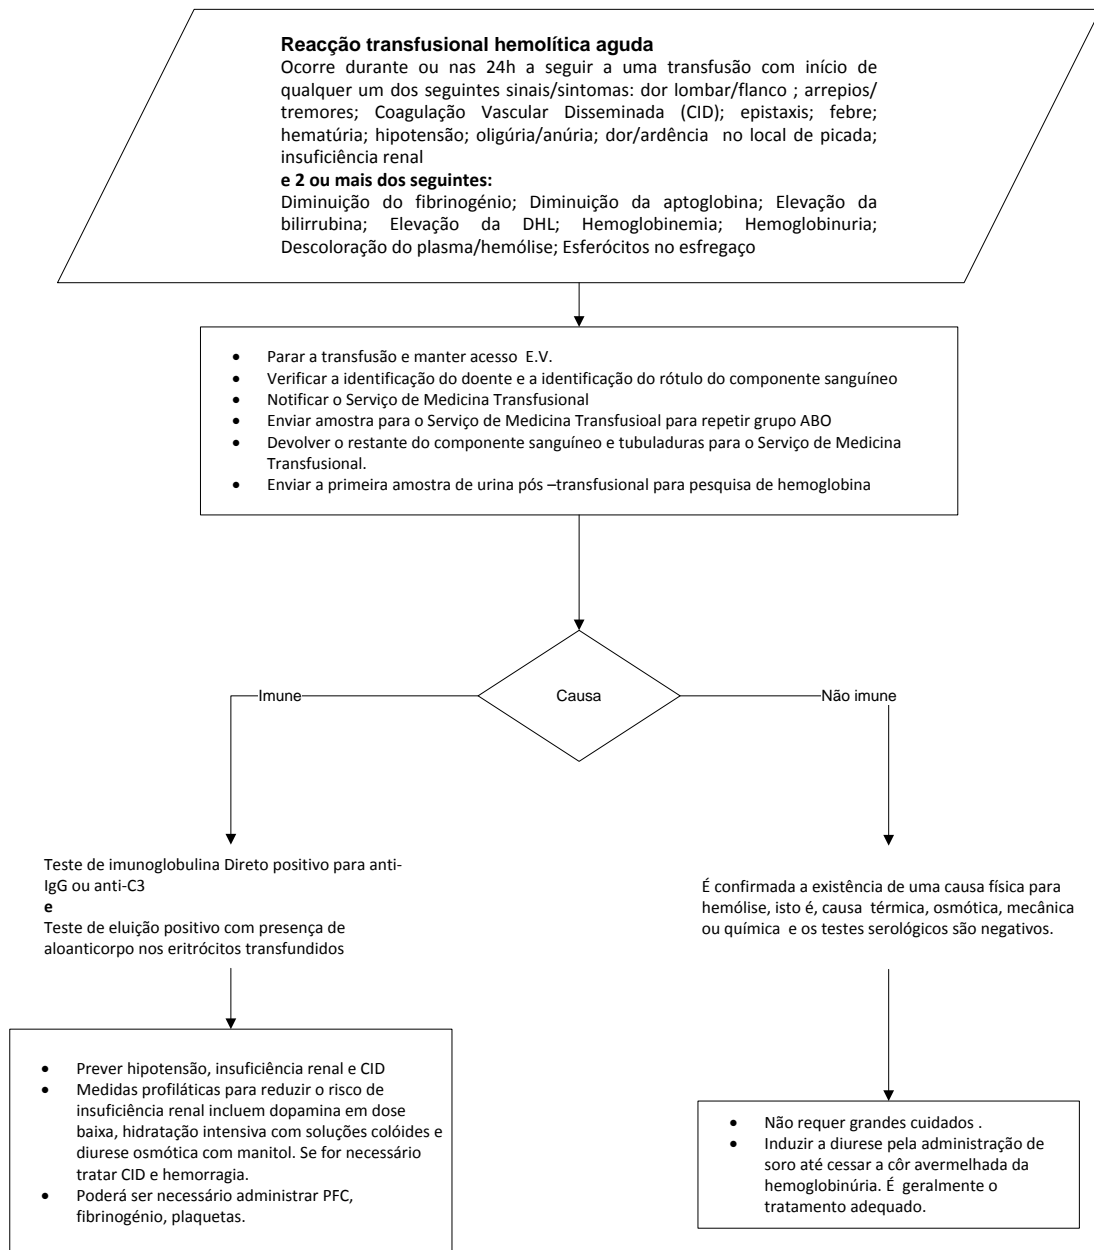 Reacção transfusional hemolítica aguda
Ocorre durante ou nas 24h a seguir a uma transfusão com início de
qualquer um dos seguintes sinais/sintomas: dor lombar/flanco ; arrepios/
tremores; Coagulação Vascular Disseminada (CID); epistaxis; febre;
hematúria; hipotensão; oligúria/anúria; dor/ardência no local de picada;
insuficiência renal
e 2 ou mais dos seguintes:
Diminuição do fibrinogénio; Diminuição da aptoglobina; Elevação da
bilirrubina; Elevação da DHL; Hemoglobinemia; Hemoglobinuria;
Descoloração do plasma/hemólise; Esferócitos no esfregaço
• Parar a transfusão e manter acesso E.V.
• Verificar a identificação do doente e a identificação do rótulo do componente sanguíneo
• Notificar o Serviço de Medicina Transfusional
• Enviar amostra para o Serviço de Medicina Transfusioal para repetir grupo ABO
• Devolver o restante do componente sanguíneo e tubuladuras para o Serviço de Medicina
Transfusional.
• Enviar a primeira amostra de urina pós –transfusional para pesquisa de hemoglobina
Imune
Causa
Não imune
Teste de imunoglobulina Direto positivo para anti-
IgG ou anti-C3
e
Teste de eluição positivo com presença de
aloanticorpo nos eritrócitos transfundidos
É confirmada a existência de uma causa física para
hemólise, isto é, causa térmica, osmótica, mecânica
ou química e os testes serológicos são negativos.
• Prever hipotensão, insuficiência renal e CID
• Medidas profiláticas para reduzir o risco de
insuficiência renal incluem dopamina em dose
baixa, hidratação intensiva com soluções colóides e
diurese osmótica com manitol. Se for necessário
tratar CID e hemorragia.
• Poderá ser necessário administrar PFC,
fibrinogénio, plaquetas.
• Não requer grandes cuidados .
• Induzir a diurese pela administração de
soro até cessar a côr avermelhada da
hemoglobinúria. É geralmente o
tratamento adequado.